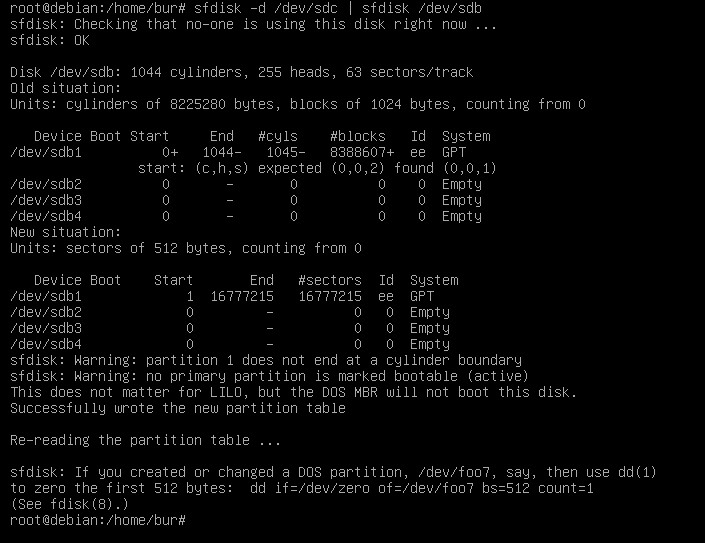 root@debian:/home/bur# sfdisk -d /dev/sdc | sfdisk /dev/sdb
sfdisk: Checking that no-one is using this disk right now ...
sfdisk: OK

Disk /dev/sdb: 1044 cylinders, 255 heads, 63 sectors/track
Old situation:
Units: cylinders of 8225280 bytes, blocks of 1024 bytes, counting from 0

   Device Boot Start     End   #cyls    #blocks   Id  System
/dev/sdb1          0+   1044-   1045-   8388607+  ee  GPT
                start: (c,h,s) expected (0,0,2) found (0,0,1)
/dev/sdb2          0       -       0          0    0  Empty
/dev/sdb3          0       -       0          0    0  Empty
/dev/sdb4          0       -       0          0    0  Empty
New situation:
Units: sectors of 512 bytes, counting from 0

   Device Boot    Start       End   #sectors  Id  System
/dev/sdb1             1  16777215   16777215  ee  GPT
/dev/sdb2             0         -          0   0  Empty
/dev/sdb3             0         -          0   0  Empty
/dev/sdb4             0         -          0   0  Empty
sfdisk: Warning: partition 1 does not end at a cylinder boundary
sfdisk: Warning: no primary partition is marked bootable (active)
This does not matter for LILO, but the DOS MBR will not boot this disk.
Successfully wrote the new partition table

Re-reading the partition table ...

sfdisk: If you created or changed a DOS partition, /dev/foo7, say, then use dd(1)
to zero the first 512 bytes:  dd if=/dev/zero of=/dev/foo7 bs=512 count=1
(See fdisk(8).)
root@debian:/home/bur#